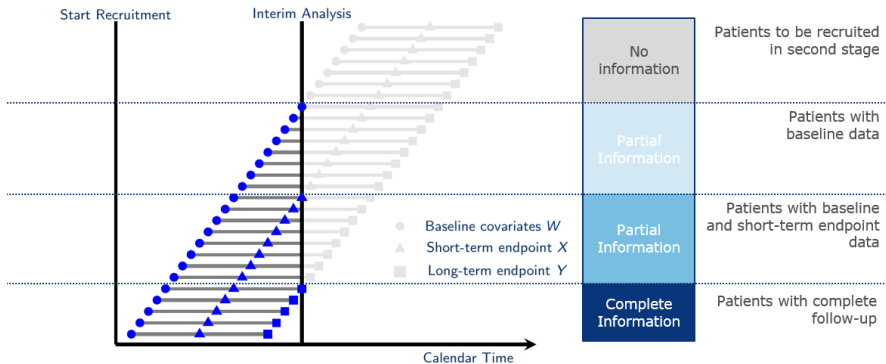 Start Recruitment
Interim Analysis
No
information
Patients to be recruited
in second stage
Partial
Information
Patients with
baseline data
Partial
Information
Patients with baseline
and short-term endpoint
data
Baseline covariates W
Short-term endpoint X
Long-term endpoint Y
Complete
Information
Patients with complete
follow-up
Calendar Time